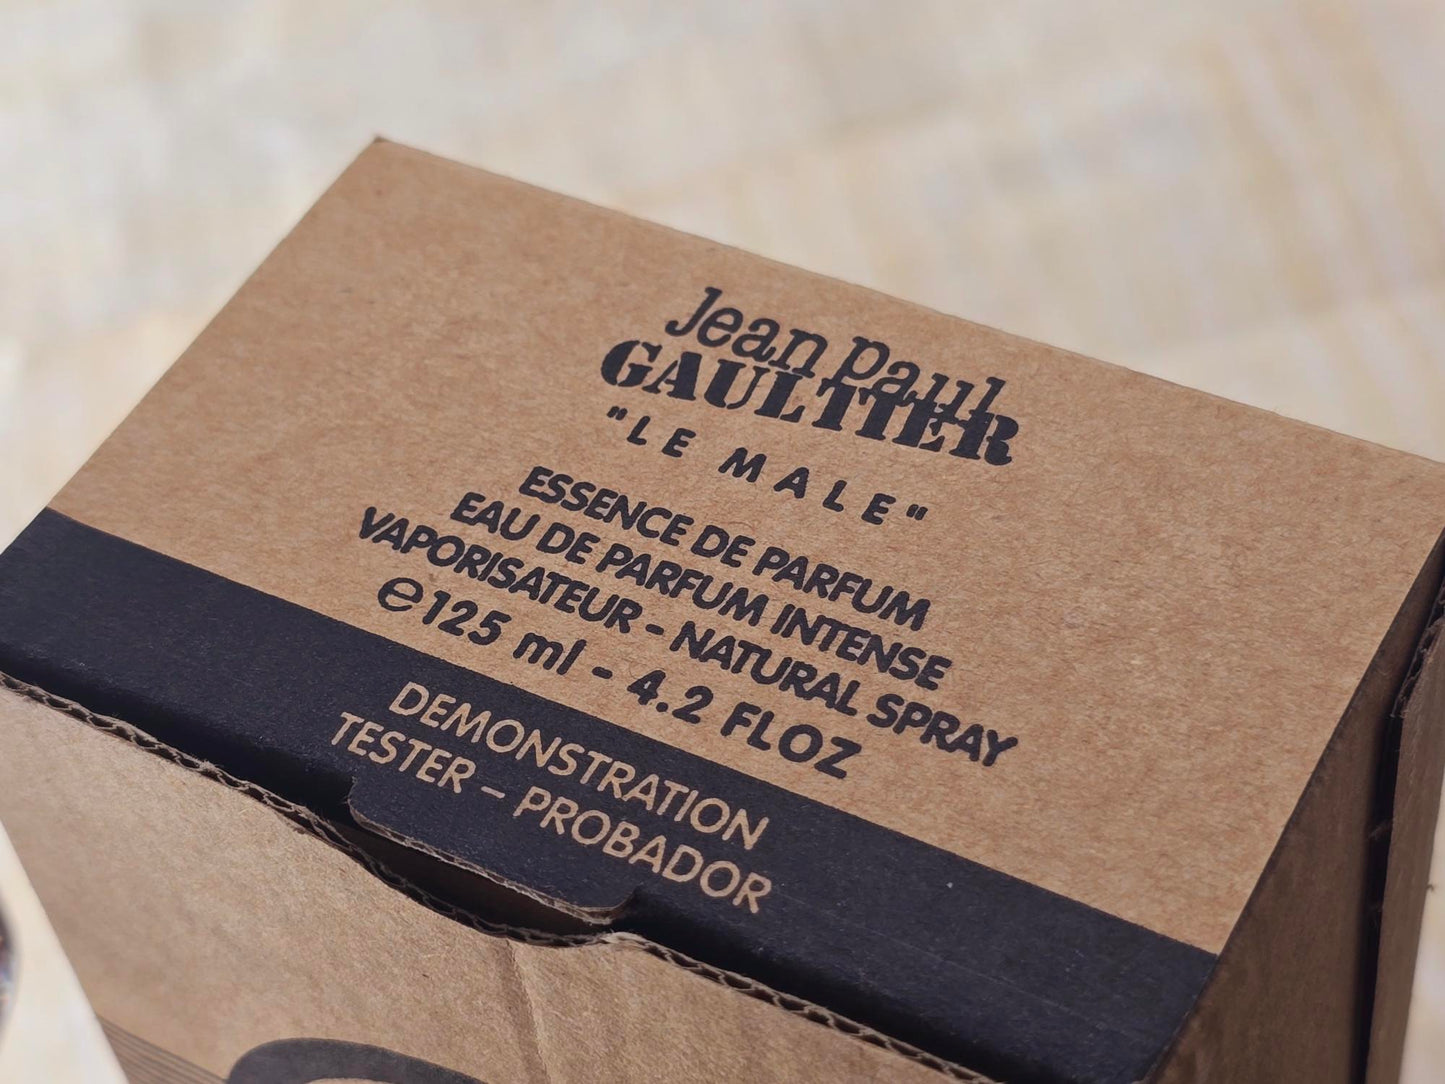 Jean Paul
GAULTIER
"LE MALE"
ESSENCE DE PARFUM
EAU DE PARFUM INTENSE
VAPORISATEUR - NATURAL SPRAY
℮125 ml - 4.2 FLOZ
DEMONSTRATION
TESTER – PROBADOR